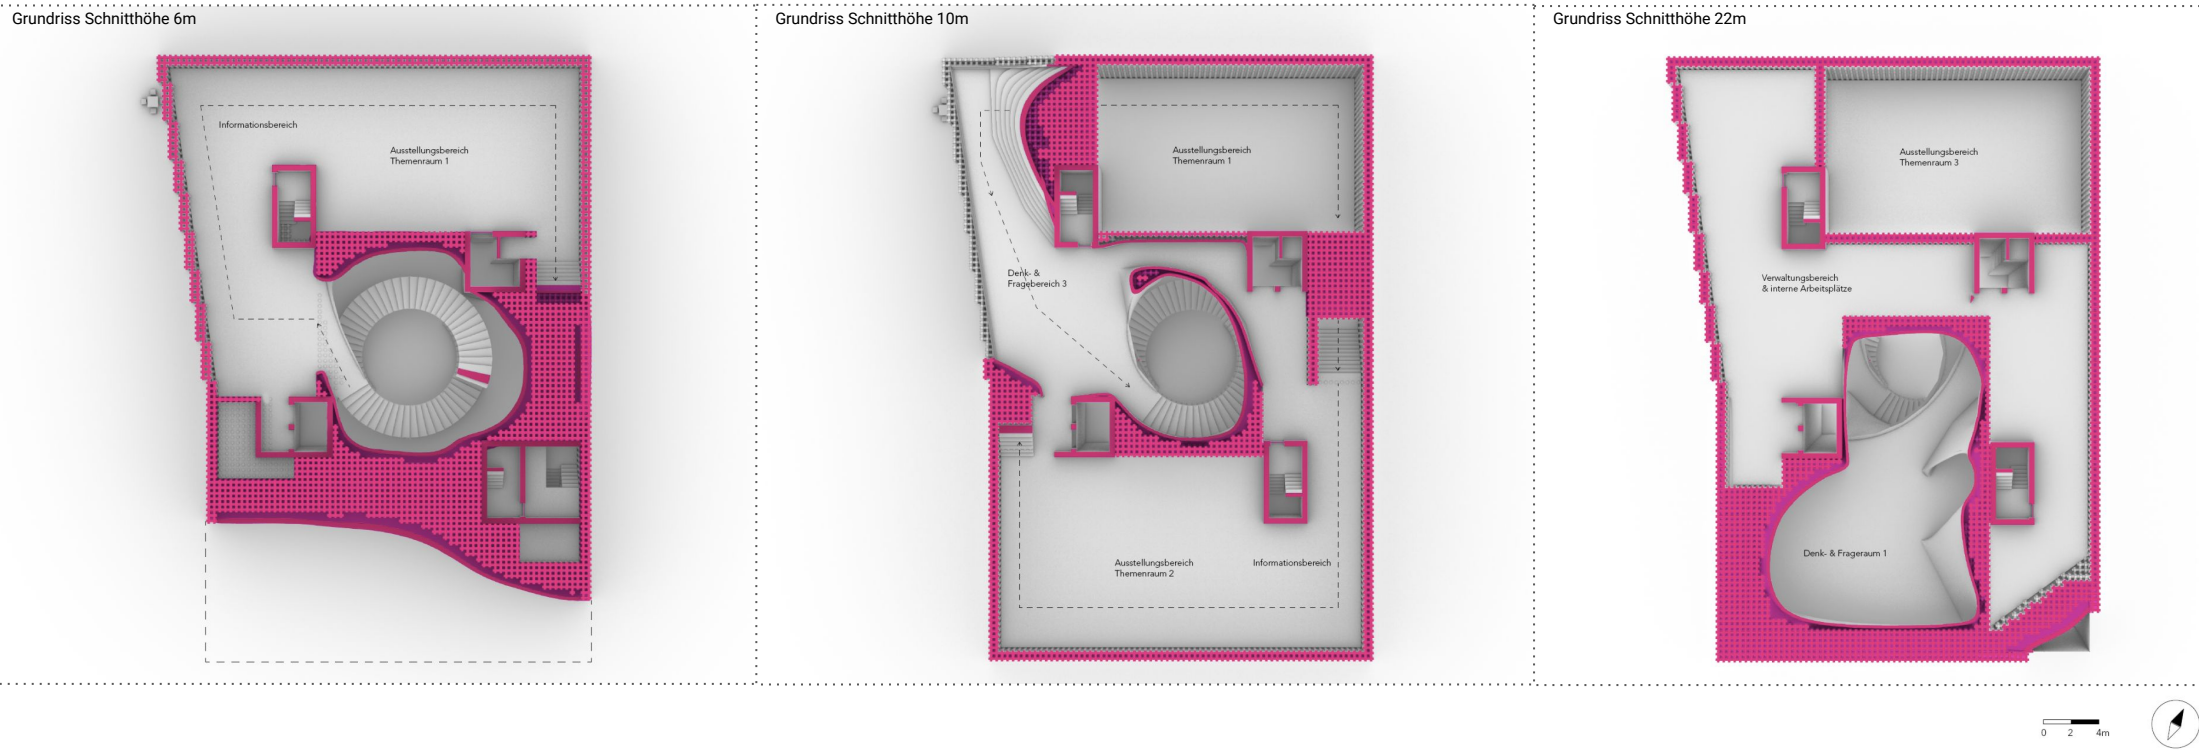 Grundriss Schnitthöhe 6m
Informationsbereich
Ausstellungsbereich
Themenraum 1
Grundriss Schnitthöhe 10m
Ausstellungsbereich
Themenraum 1
Denk- &
Fragebereich 3
Ausstellungsbereich
Themenraum 2
Informationsbereich
Grundriss Schnitthöhe 22m
Ausstellungsbereich
Themenraum 3
Verwaltungsbereich
& interne Arbeitsplätze
Denk- & Frageraum 1
0 2 4m